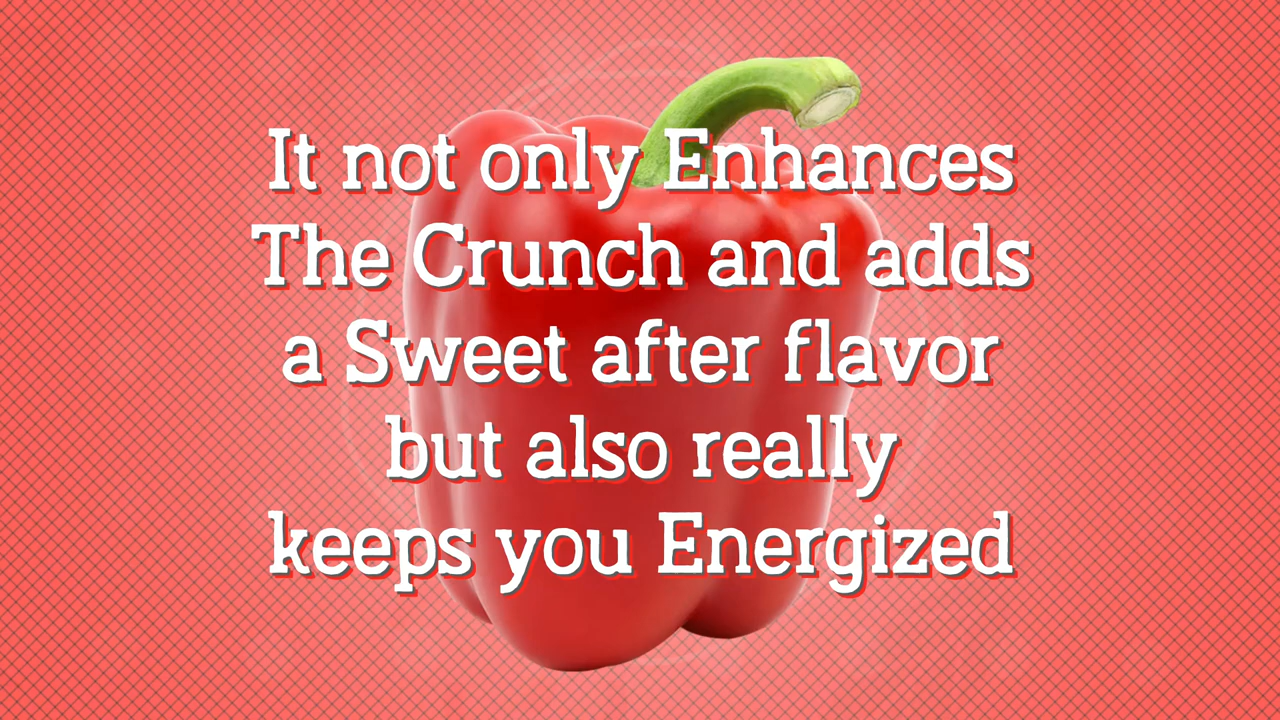 It not only Enhances
The Crunch and adds
a Sweet after flavor
but also really
keeps you Energized